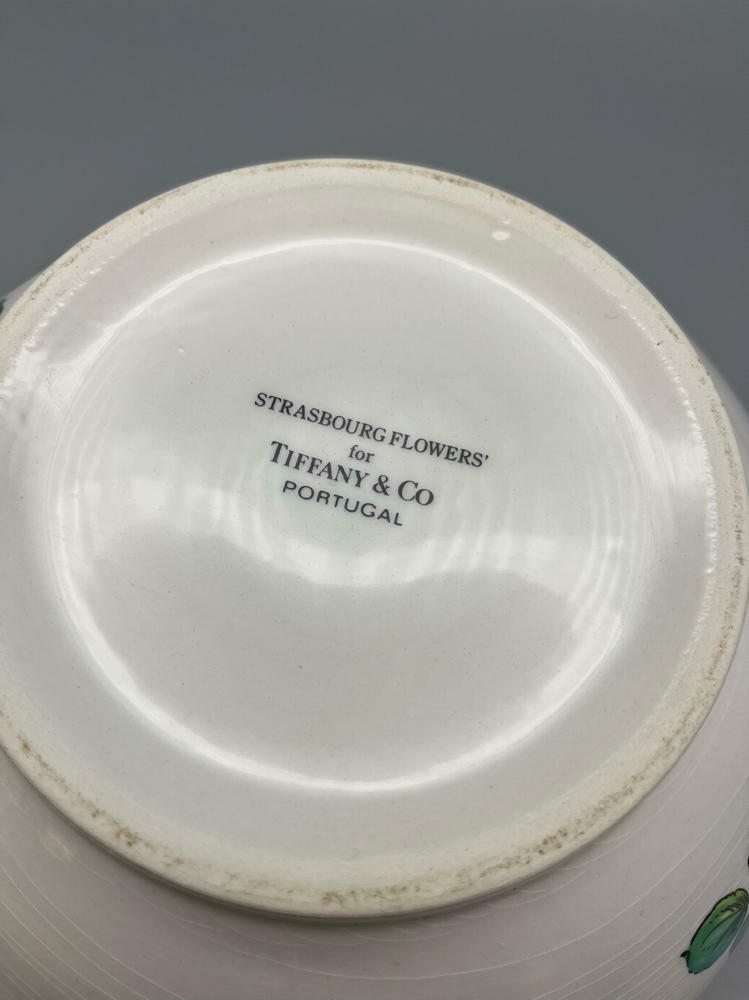 STRASBOURG FLOWERS'
for
TIFFANY & CO
PORTUGAL